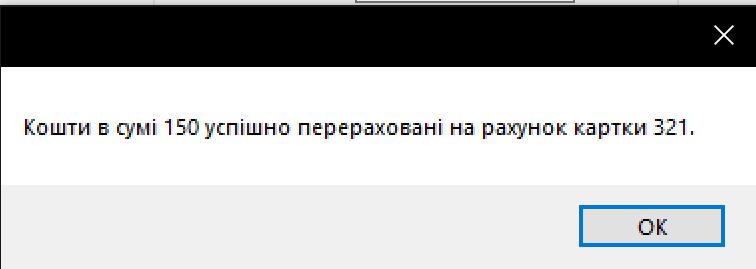 Кошти в сумі 150 успішно перераховані на рахунок картки 321.
OK